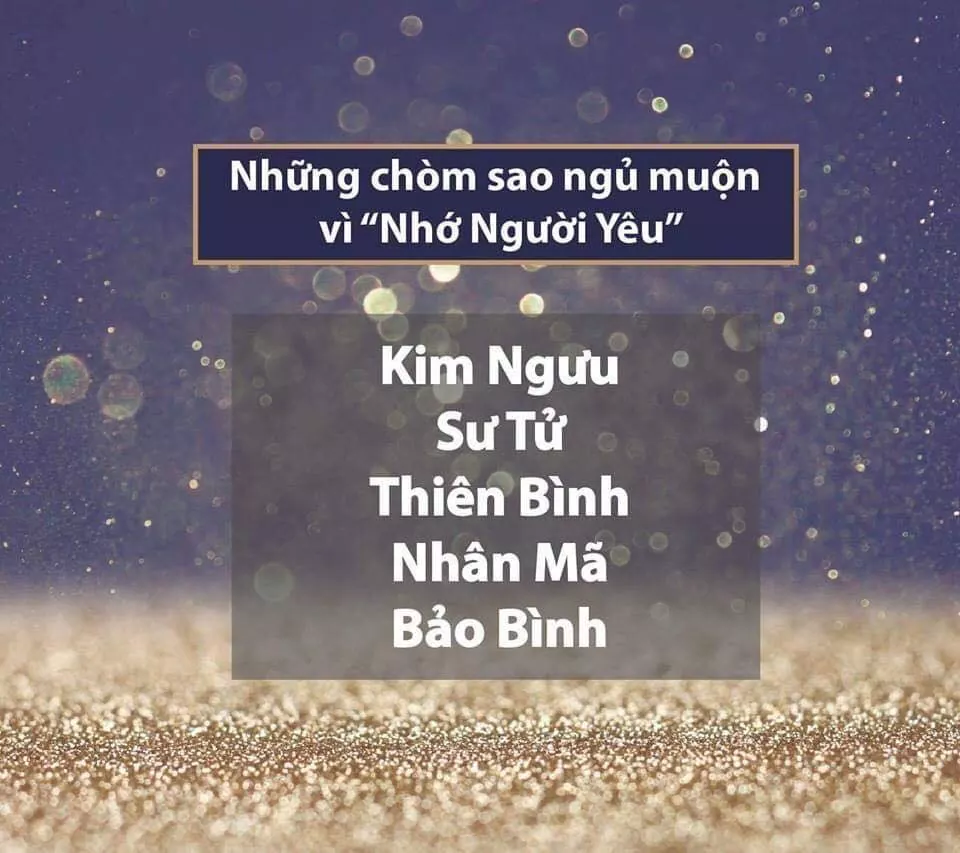 Những chòm sao ngủ muộn
vì “Nhớ Người Yêu”
Kim Ngưu
Sư Tử
Thiên Bình
Nhân Mã
Bảo Bình